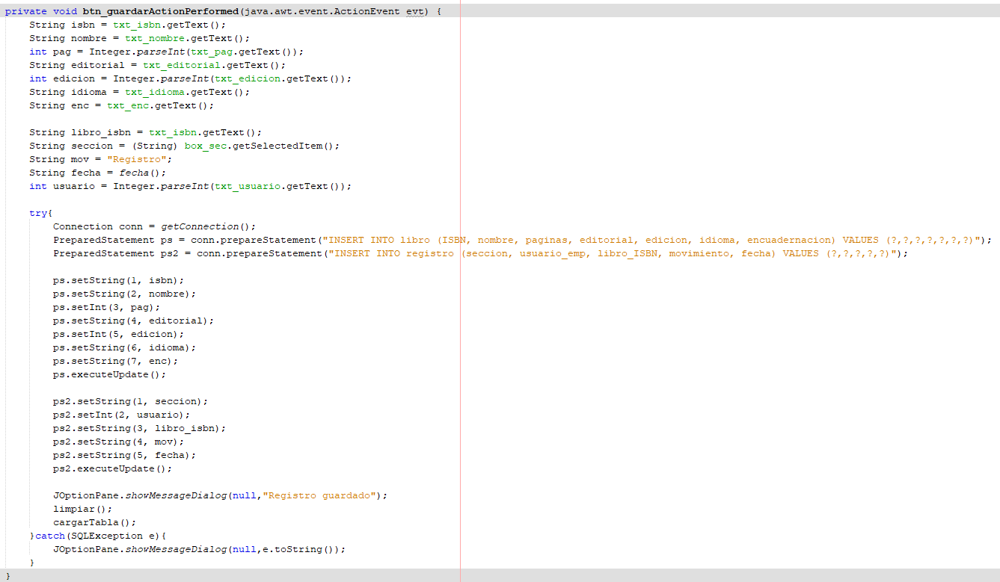 private void btn_guardarActionPerformed(java.awt.event.ActionEvent evt) {
    String isbn = txt_isbn.getText();
    String nombre = txt_nombre.getText();
    int pag = Integer.parseInt(txt_pag.getText());
    String editorial = txt_editorial.getText();
    int edicion = Integer.parseInt(txt_edicion.getText());
    String idioma = txt_idioma.getText();
    String enc = txt_enc.getText();

    String libro_isbn = txt_isbn.getText();
    String seccion = (String) box_sec.getSelectedItem();
    String mov = "Registro";
    String fecha = fecha();
    int usuario = Integer.parseInt(txt_usuario.getText());

    try{
        Connection conn = getConnection();
        PreparedStatement ps = conn.prepareStatement("INSERT INTO libro (ISBN, nombre, paginas, editorial, edicion, idioma, encuadernacion) VALUES (?,?,?,?,?,?,?)");
        PreparedStatement ps2 = conn.prepareStatement("INSERT INTO registro (seccion, usuario_emp, libro_ISBN, movimiento, fecha) VALUES (?,?,?,?,?)");

        ps.setString(1, isbn);
        ps.setString(2, nombre);
        ps.setInt(3, pag);
        ps.setString(4, editorial);
        ps.setInt(5, edicion);
        ps.setString(6, idioma);
        ps.setString(7, enc);
        ps.executeUpdate();

        ps2.setString(1, seccion);
        ps2.setInt(2, usuario);
        ps2.setString(3, libro_isbn);
        ps2.setString(4, mov);
        ps2.setString(5, fecha);
        ps2.executeUpdate();

        JOptionPane.showMessageDialog(null,"Registro guardado");
        limpiar();
        cargarTabla();
    }catch(SQLException e){
        JOptionPane.showMessageDialog(null,e.toString());
    }
}